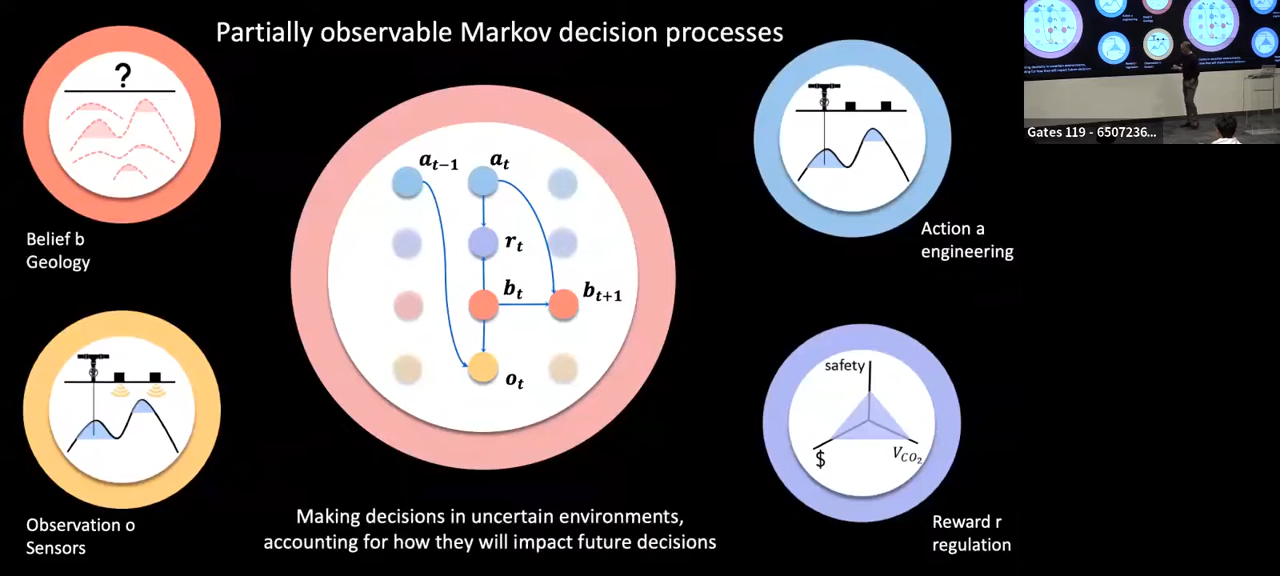 Partially observable Markov decision processes
?
Belief b
Geology
Observation o
Sensors
a_{t-1}
a_t
r_t
b_t
b_{t+1}
o_t
Making decisions in uncertain environments,
accounting for how they will impact future decisions
Action a
engineering
safety
$
V_{CO_2}
Reward r
regulation
Gates 119 - 6507236...